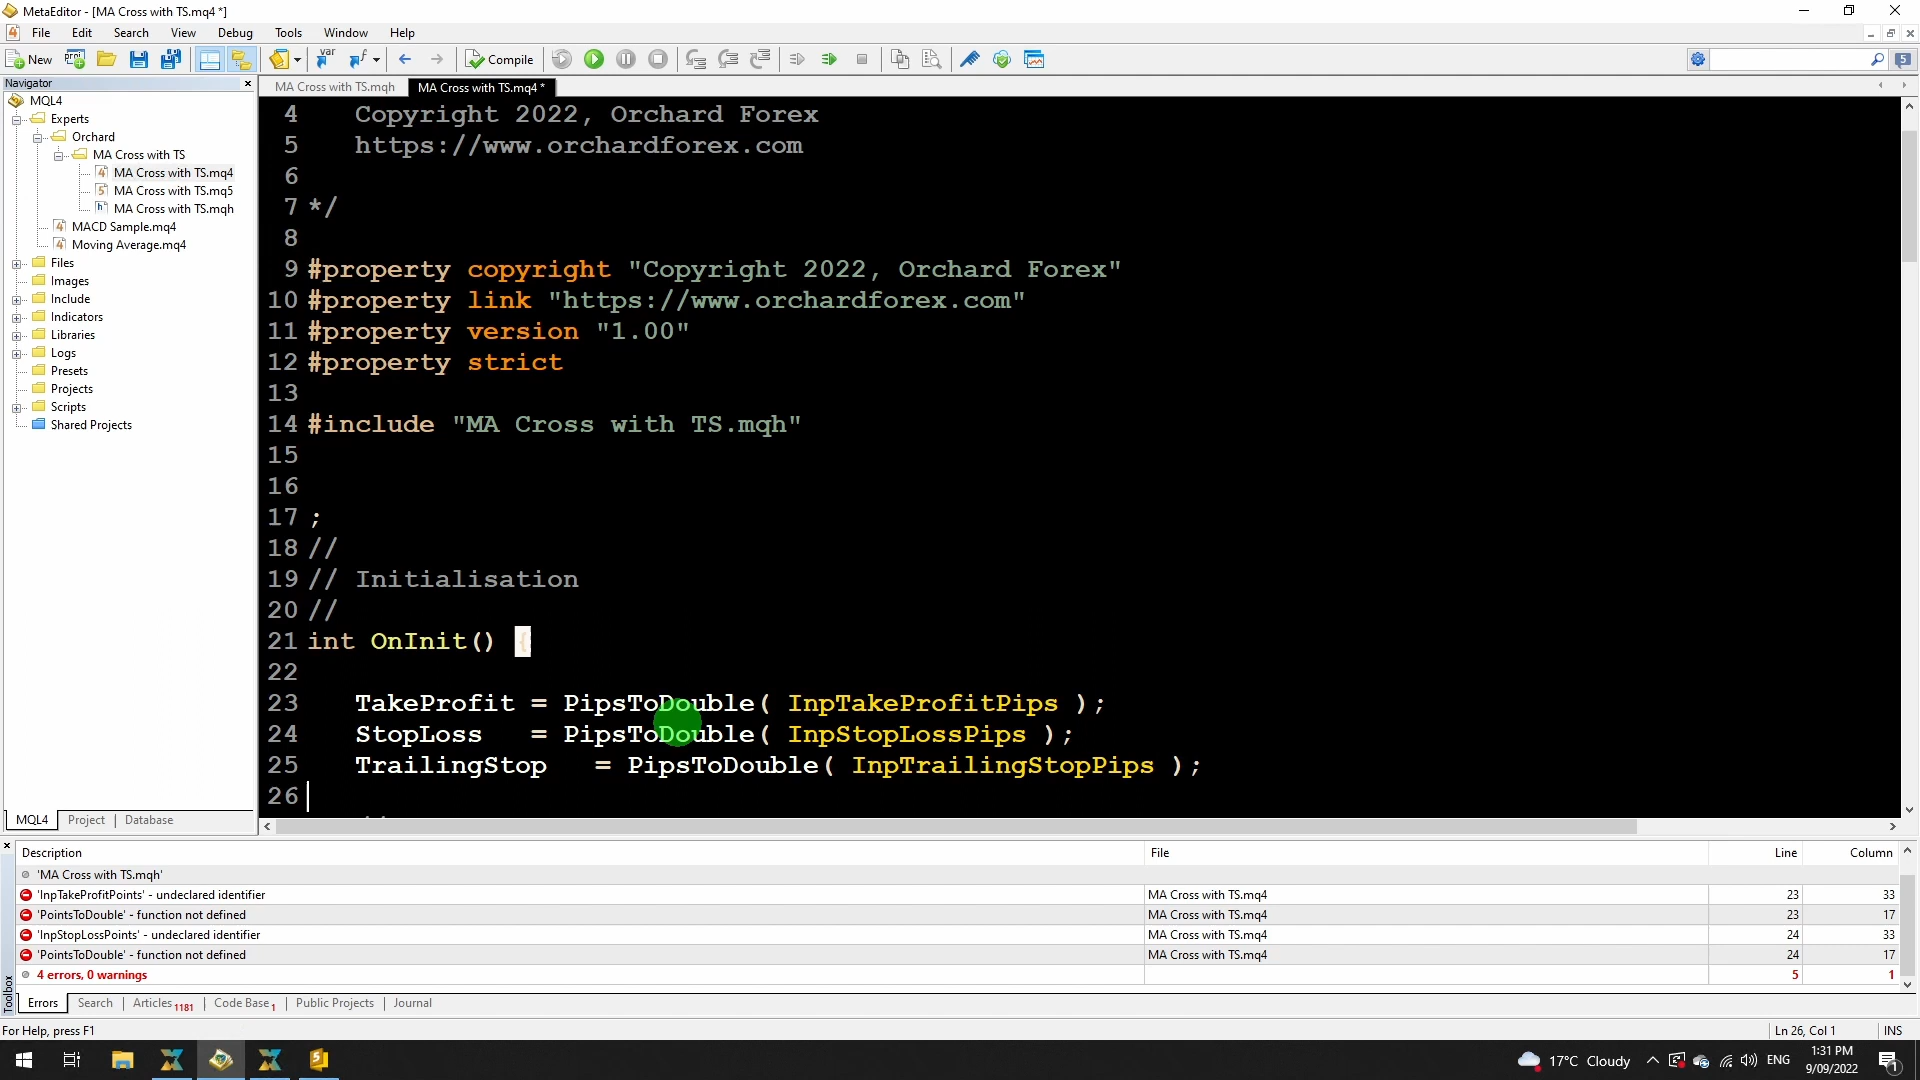 MetaEditor - [MA Cross with TS.mq4 *]
File Edit Search View Debug Tools Window Help
New Compile
Navigator
MA Cross with TS.mqh MA Cross with TS.mq4 *
MQL4
Experts
Orchard
MA Cross with TS
MA Cross with TS.mq4
MA Cross with TS.mq5
MA Cross with TS.mqh
MACD Sample.mq4
Moving Average.mq4
Files
Images
Include
Indicators
Libraries
Logs
Presets
Projects
Scripts
Shared Projects
MQL4 Project Database
4 Copyright 2022, Orchard Forex
5 https://www.orchardforex.com
6
7 */
8
9 #property copyright "Copyright 2022, Orchard Forex"
10 #property link "https://www.orchardforex.com"
11 #property version "1.00"
12 #property strict
13
14 #include "MA Cross with TS.mqh"
15
16
17 ;
18 //
19 // Initialisation
20 //
21 int OnInit() {
22
23 TakeProfit = PipsToDouble( InpTakeProfitPips );
24 StopLoss = PipsToDouble( InpStopLossPips );
25 TrailingStop = PipsToDouble( InpTrailingStopPips );
26
Description File Line Column
'MA Cross with TS.mqh'
'InpTakeProfitPoints' - undeclared identifier MA Cross with TS.mq4 23 33
'PointsToDouble' - function not defined MA Cross with TS.mq4 23 17
'InpStopLossPoints' - undeclared identifier MA Cross with TS.mq4 24 33
'PointsToDouble' - function not defined MA Cross with TS.mq4 24 17
4 errors, 0 warnings 5 1
Toolbox
Errors Search Articles 1181 Code Base 1 Public Projects Journal
For Help, press F1 Ln 26, Col 1 INS
17°C Cloudy ENG 1:31 PM
9/09/2022